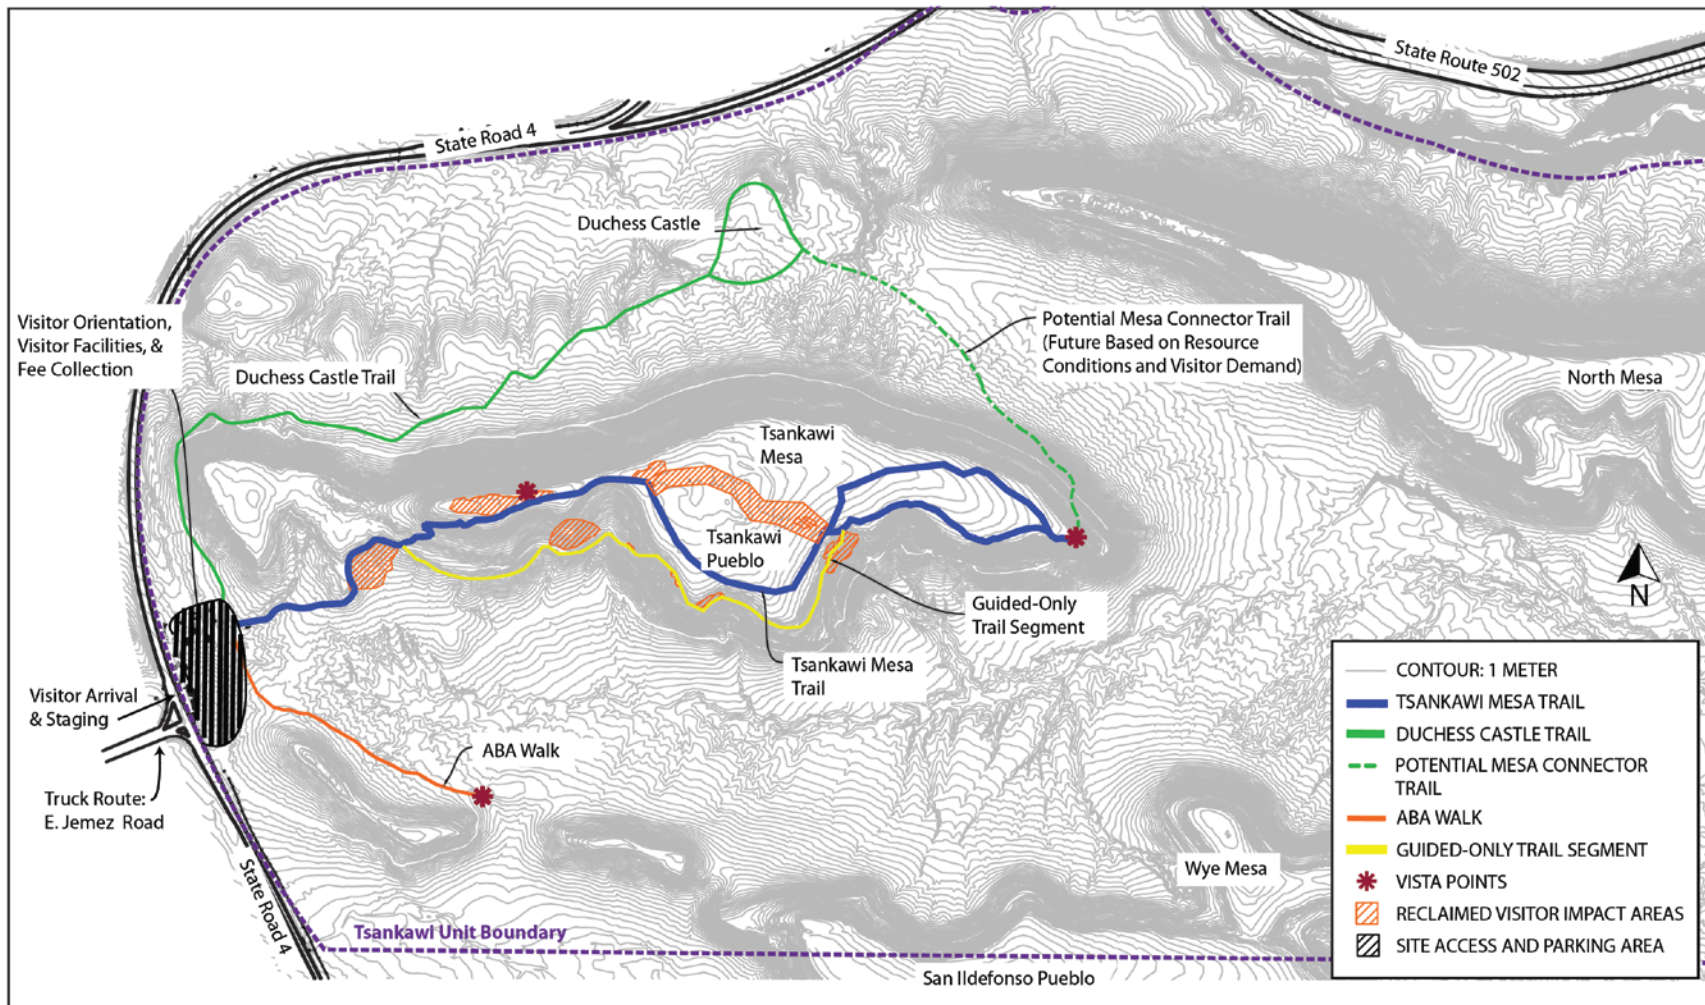 State Route 502
State Road 4
Duchess Castle
Visitor Orientation,
Visitor Facilities, &
Fee Collection
Duchess Castle Trail
Potential Mesa Connector Trail
(Future Based on Resource
Conditions and Visitor Demand)
North Mesa
Tsankawi
Mesa
Tsankawi
Pueblo
Guided-Only
Trail Segment
Tsankawi Mesa
Trail
Visitor Arrival
& Staging
ABA Walk
Truck Route:
E. Jemez Road
State Road 4
Wye Mesa
Tsankawi Unit Boundary
San Ildefonso Pueblo
N
CONTOUR: 1 METER
TSANKAWI MESA TRAIL
DUCHESS CASTLE TRAIL
POTENTIAL MESA CONNECTOR
TRAIL
ABA WALK
GUIDED-ONLY TRAIL SEGMENT
VISTA POINTS
RECLAIMED VISITOR IMPACT AREAS
SITE ACCESS AND PARKING AREA